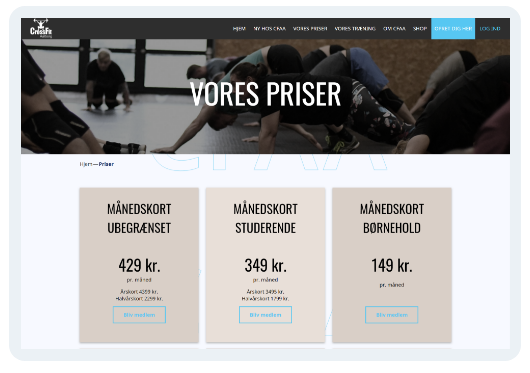 CrossFit
HJEM NY HOS CFAA VORES PRISER VORES TRÆNING OM CFAA SHOP OPRET DIG HER LOG IND
VORES PRISER
Hjem — Priser
MÅNEDSKORT UBEGRÆNSET
429 kr.
pr. måned
Årskort 4399 kr.
Halvårskort 2299 kr.
Bliv medlem
MÅNEDSKORT STUDERENDE
349 kr.
pr. måned
Årskort 3495 kr.
Halvårskort 1799 kr.
Bliv medlem
MÅNEDSKORT BØRNEHOLD
149 kr.
pr. måned
Bliv medlem